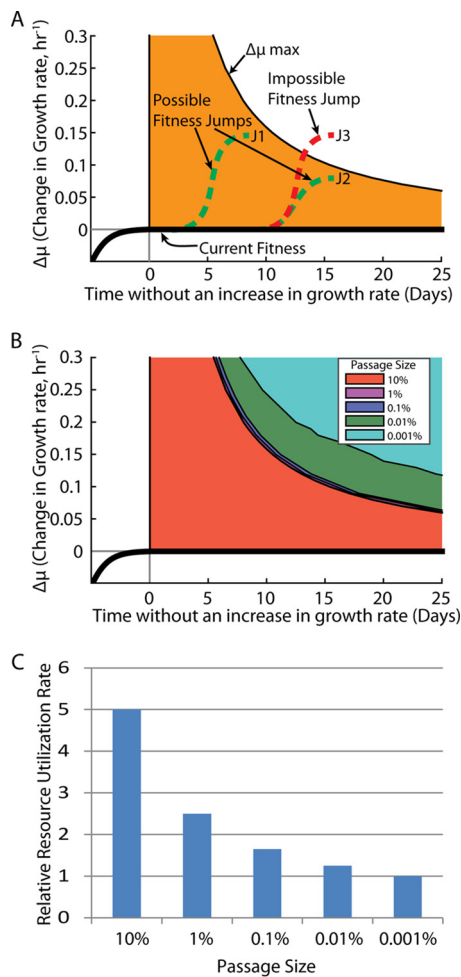 A
Δμ (Change in Growth rate, hr⁻¹)
0.3
0.25
0.2
0.15
0.1
0.05
0
Δμ max
Possible
Fitness Jumps
Impossible
Fitness Jump
J1
J3
J2
Current Fitness
0 5 10 15 20 25
Time without an increase in growth rate (Days)
B
Δμ (Change in Growth rate, hr⁻¹)
0.3
0.25
0.2
0.15
0.1
0.05
0
Passage Size
10%
1%
0.1%
0.01%
0.001%
0 5 10 15 20 25
Time without an increase in growth rate (Days)
C
Relative Resource Utilization Rate
6
5
4
3
2
1
0
10% 1% 0.1% 0.01% 0.001%
Passage Size